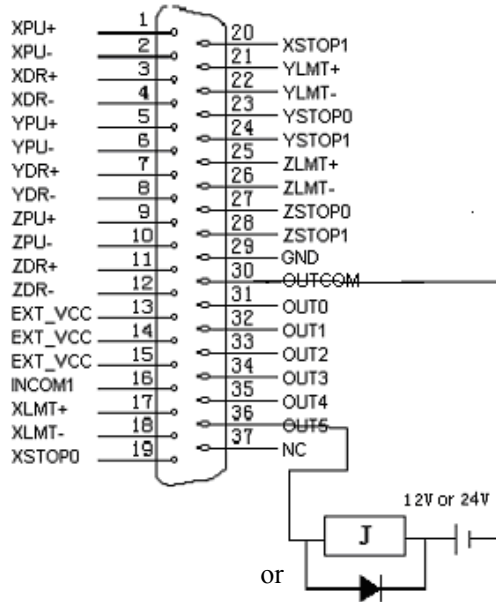 XPU+ 1
XPU- 2
XDR+ 3
XDR- 4
YPU+ 5
YPU- 6
YDR+ 7
YDR- 8
ZPU+ 9
ZPU- 10
ZDR+ 11
ZDR- 12
EXT_VCC 13
EXT_VCC 14
EXT_VCC 15
INCOM1 16
XLMT+ 17
XLMT- 18
XSTOP0 19
20 XSTOP1
21 YLMT+
22 YLMT-
23 YSTOP0
24 YSTOP1
25 ZLMT+
26 ZLMT-
27 ZSTOP0
28 ZSTOP1
29 GND
30 OUTCOM
31 OUT0
32 OUT1
33 OUT2
34 OUT3
35 OUT4
36 OUT5
37 NC
12V or 24V
J
or